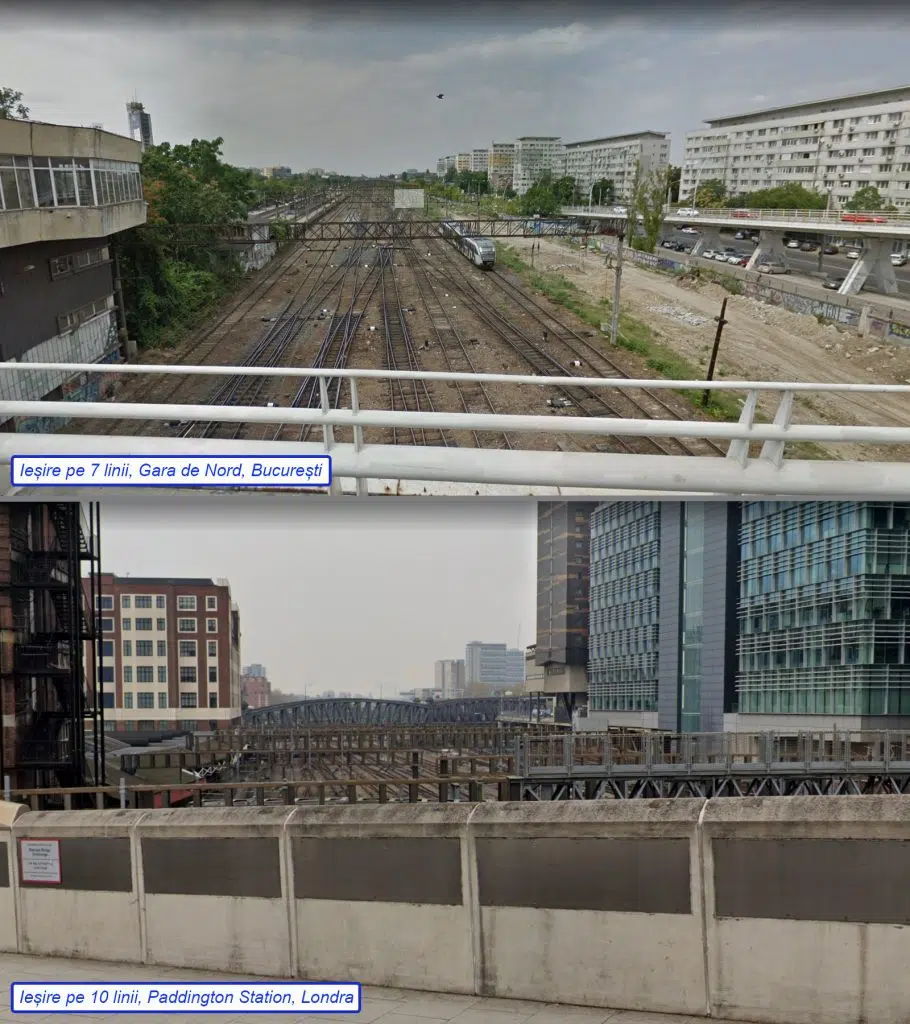 Ieșire pe 7 linii, Gara de Nord, București
Ieșire pe 10 linii, Paddington Station, Londra